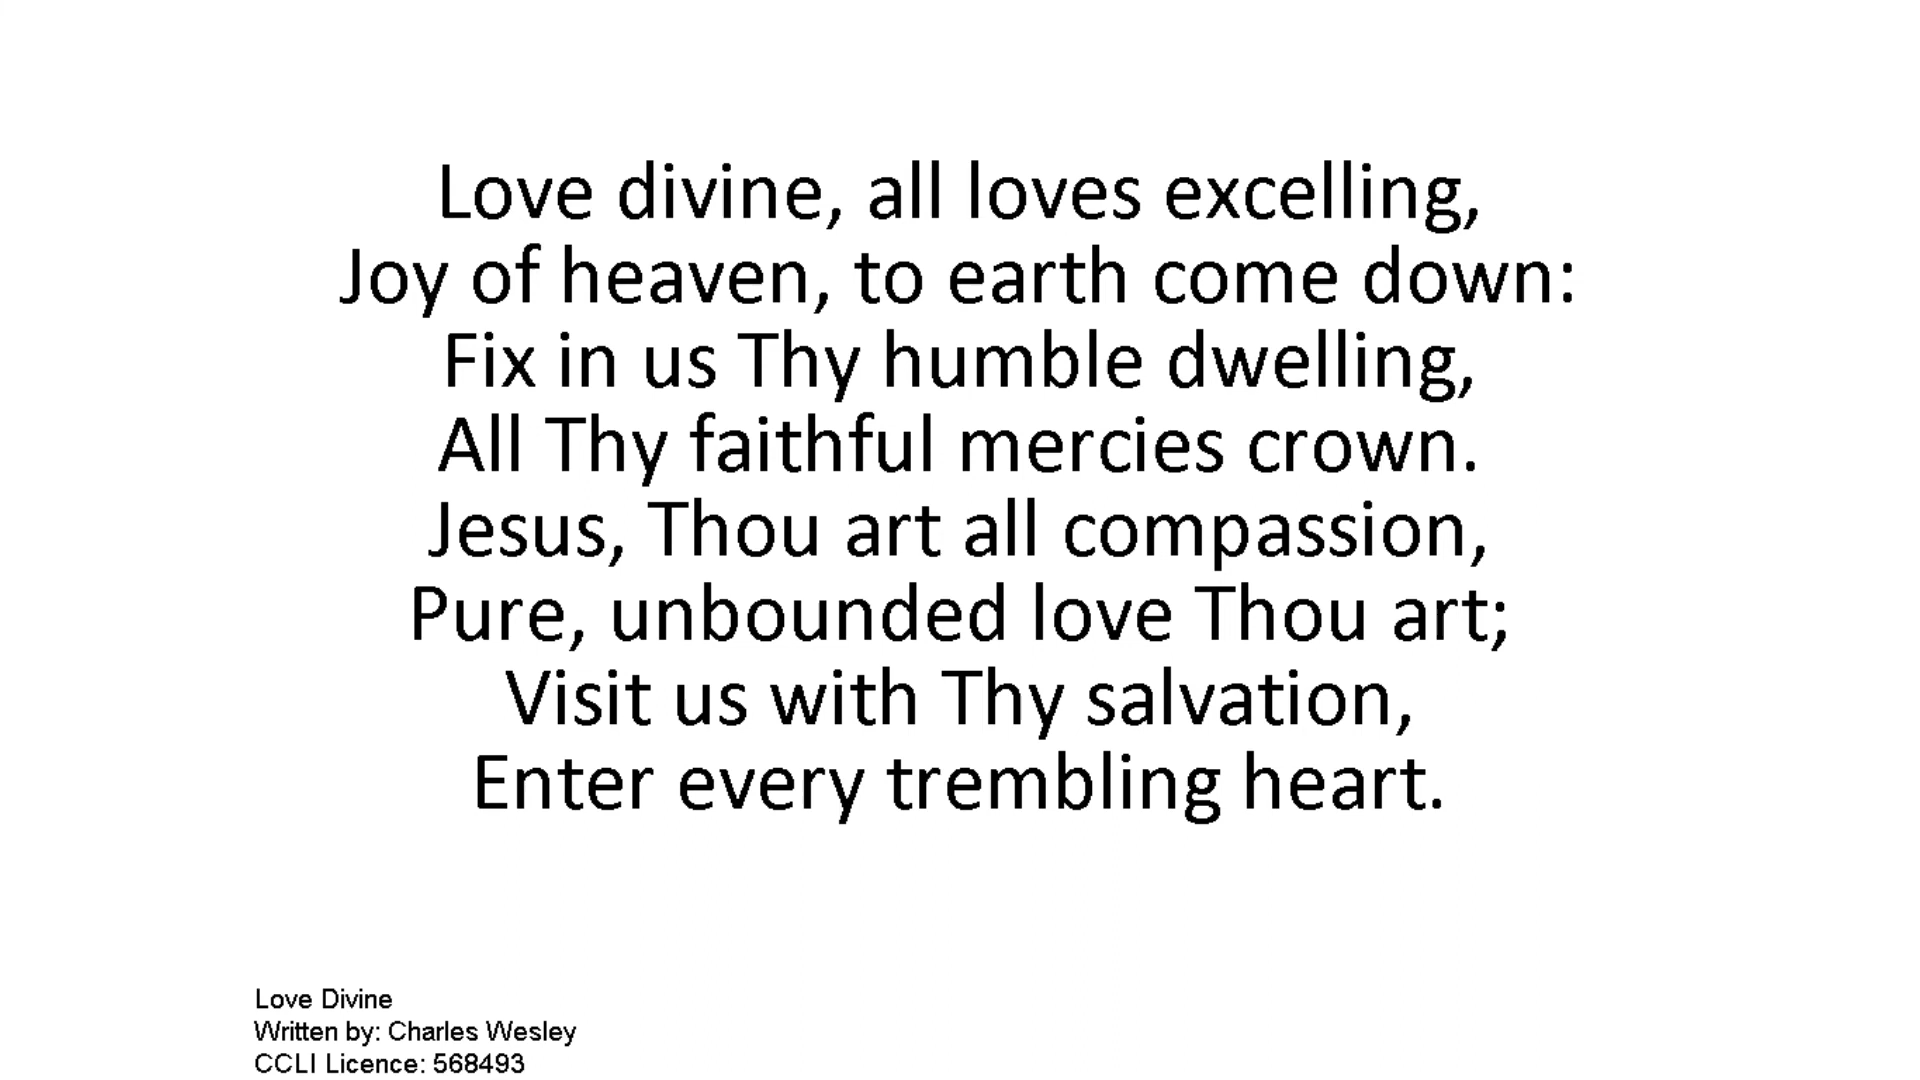 Love divine, all loves excelling,
Joy of heaven, to earth come down:
Fix in us Thy humble dwelling,
All Thy faithful mercies crown.
Jesus, Thou art all compassion,
Pure, unbounded love Thou art;
Visit us with Thy salvation,
Enter every trembling heart.
Love Divine
Written by: Charles Wesley
CCLI Licence: 568493